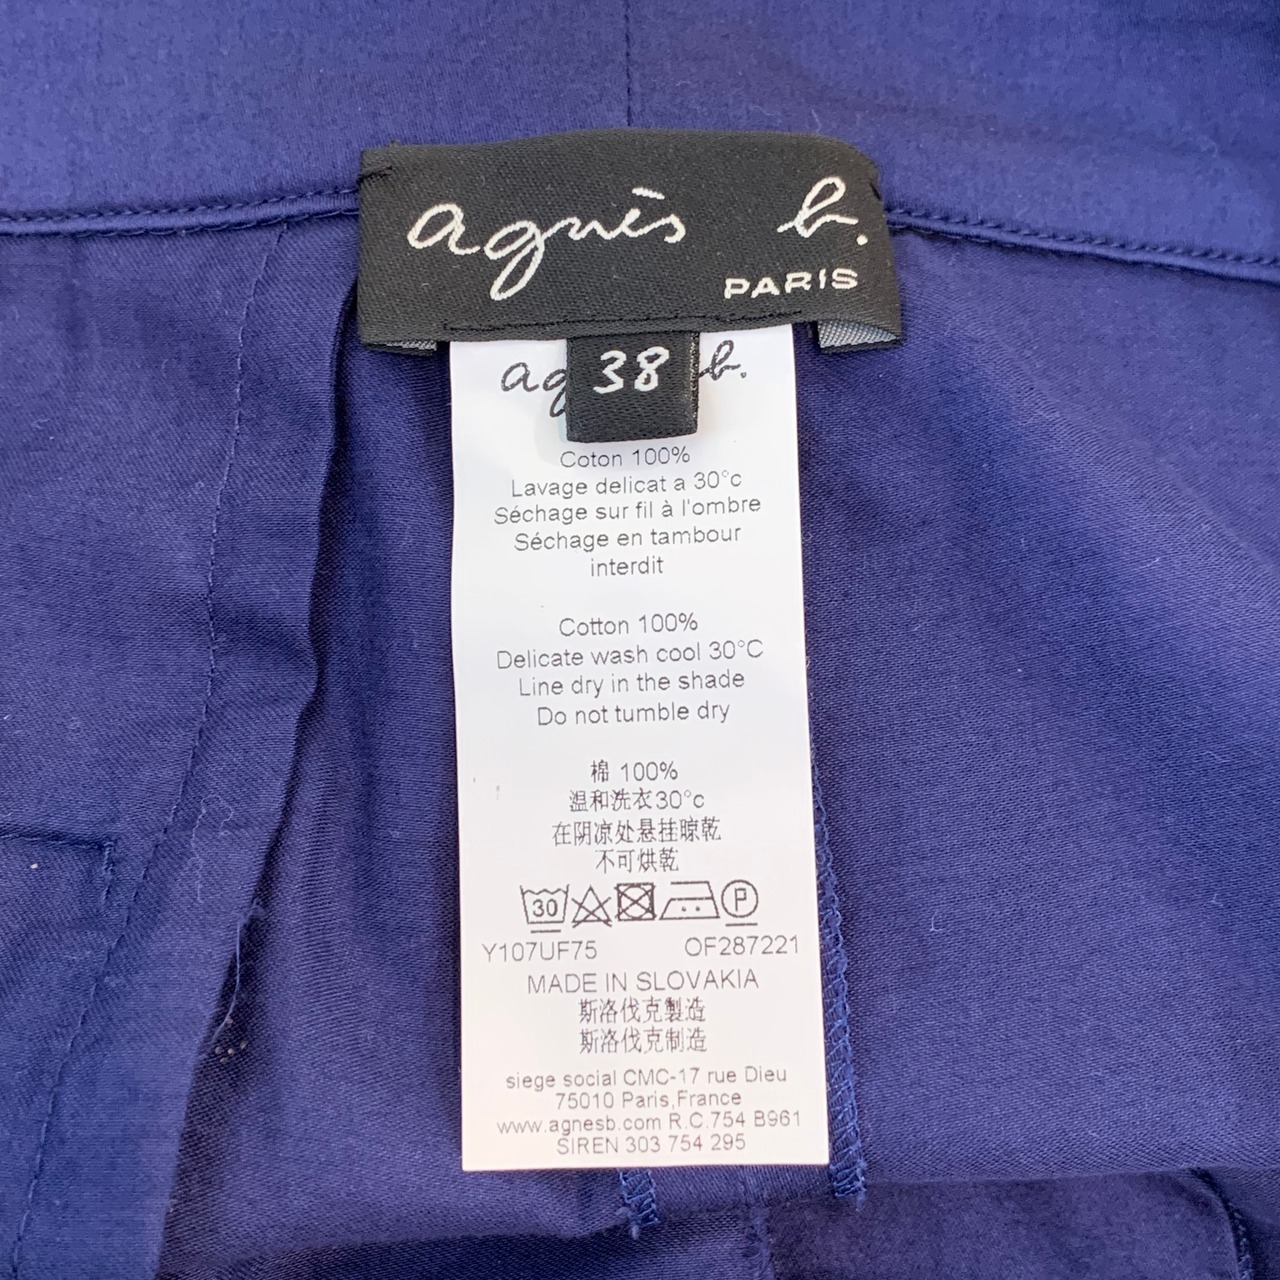 agnès b.
PARIS
38
ag b.
Coton 100%
Lavage delicat a 30°c
Séchage sur fil à l'ombre
Séchage en tambour
interdit
Cotton 100%
Delicate wash cool 30°C
Line dry in the shade
Do not tumble dry
棉 100%
温和洗衣30°c
在阴凉处悬挂晾乾
不可烘乾
30 P
Y107UF75 OF287221
MADE IN SLOVAKIA
斯洛伐克製造
斯洛伐克制造
siege social CMC-17 rue Dieu
75010 Paris,France
www.agnesb.com R.C.754 B961
SIREN 303 754 295